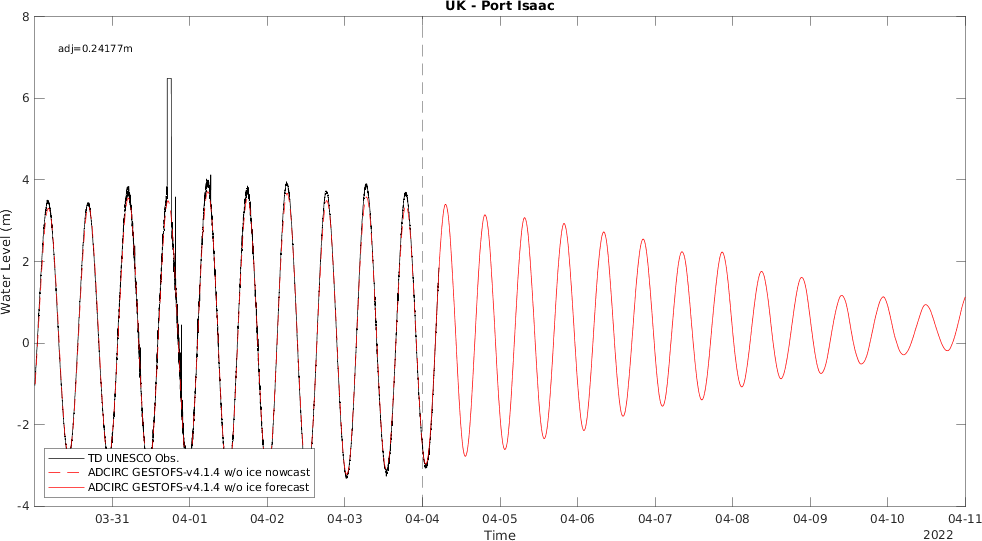 UK - Port Isaac
8
adj=0.24177m
6
4
2
0
-2
-4
Water Level (m)
TD UNESCO Obs.
ADCIRC GESTOFS-v4.1.4 w/o ice nowcast
ADCIRC GESTOFS-v4.1.4 w/o ice forecast
03-31 04-01 04-02 04-03 04-04 04-05 04-06 04-07 04-08 04-09 04-10 04-11
Time
2022